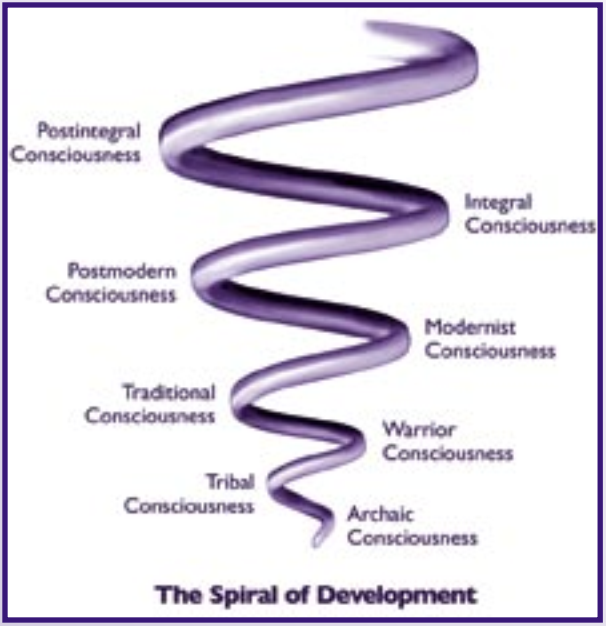 Postintegral
Consciousness
Integral
Consciousness
Postmodern
Consciousness
Modernist
Consciousness
Traditional
Consciousness
Warrior
Consciousness
Tribal
Consciousness
Archaic
Consciousness
The Spiral of Development